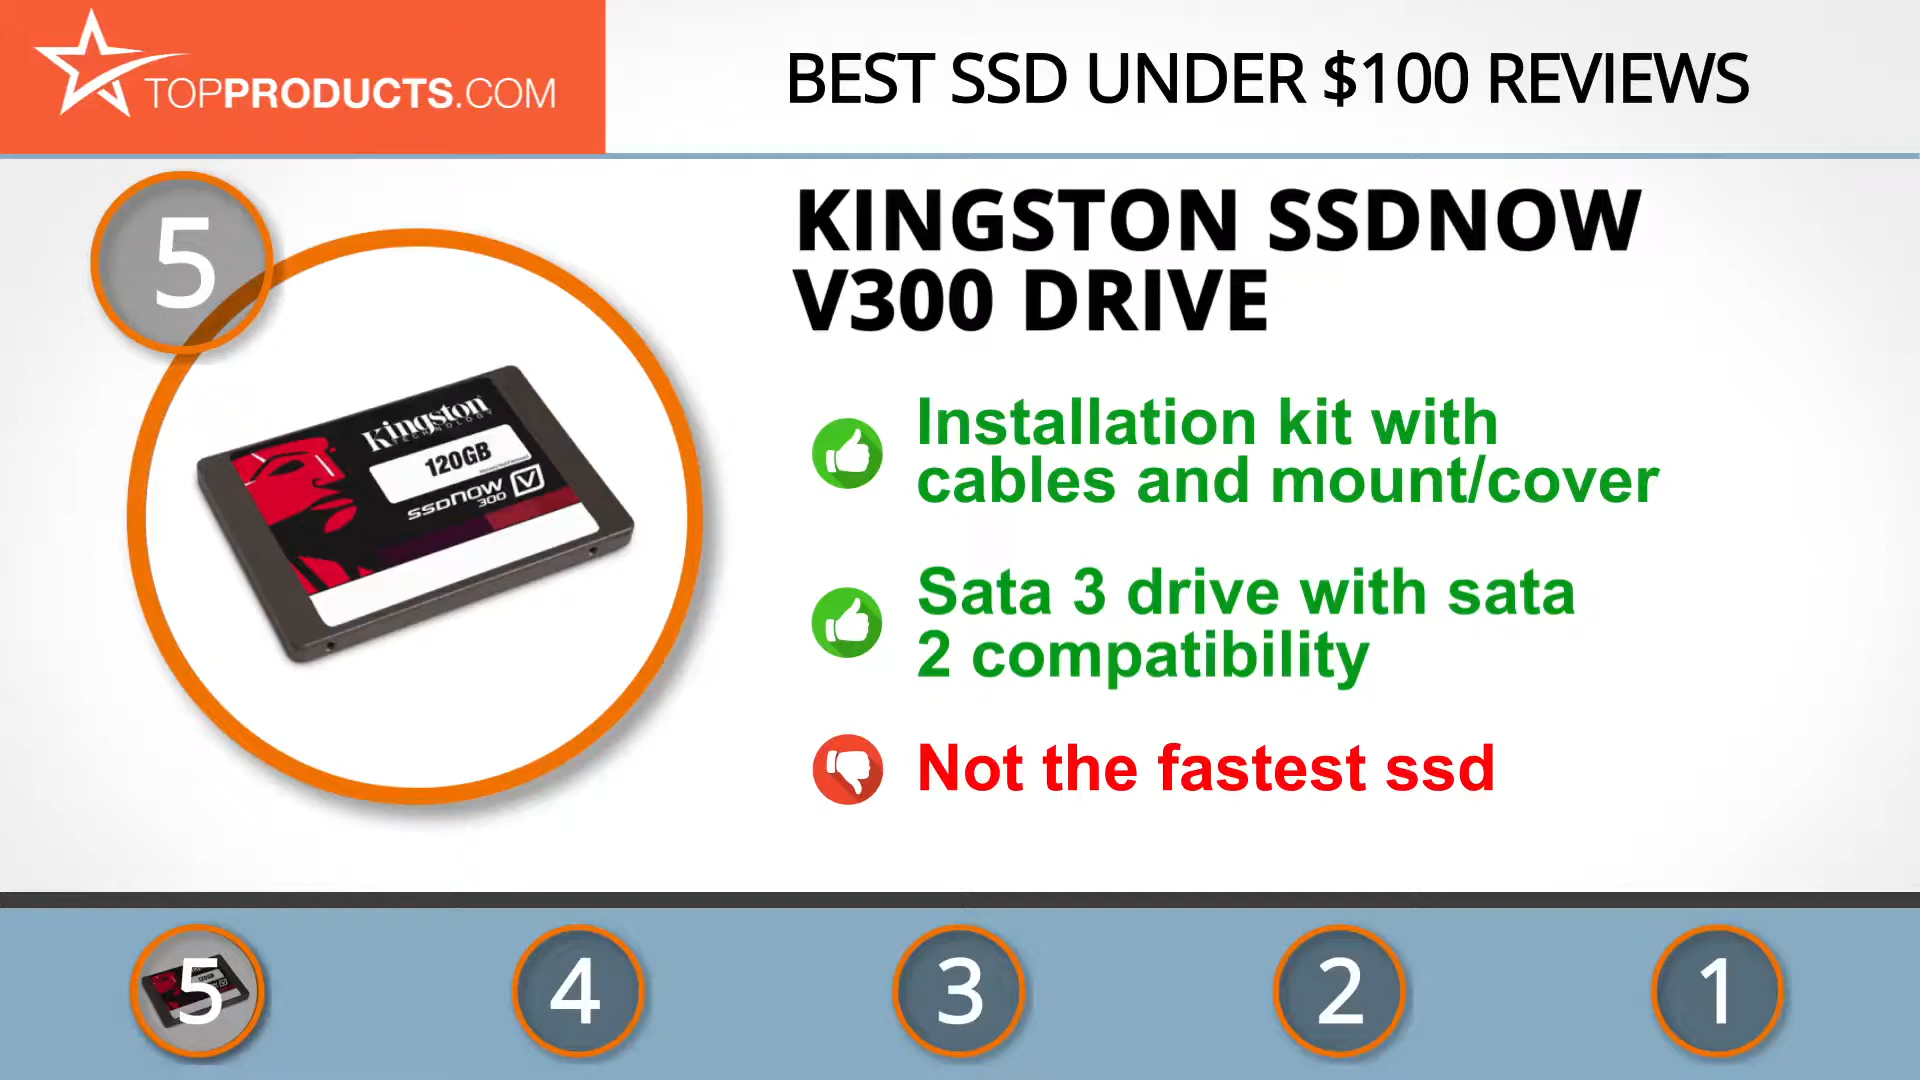 TOPPRODUCTS.COM
BEST SSD UNDER $100 REVIEWS
5
KINGSTON SSDNOW
V300 DRIVE
Kingston
TECHNOLOGY
120GB
SSDNOW V
300
Installation kit with
cables and mount/cover
Sata 3 drive with sata
2 compatibility
Not the fastest ssd
5
4
3
2
1